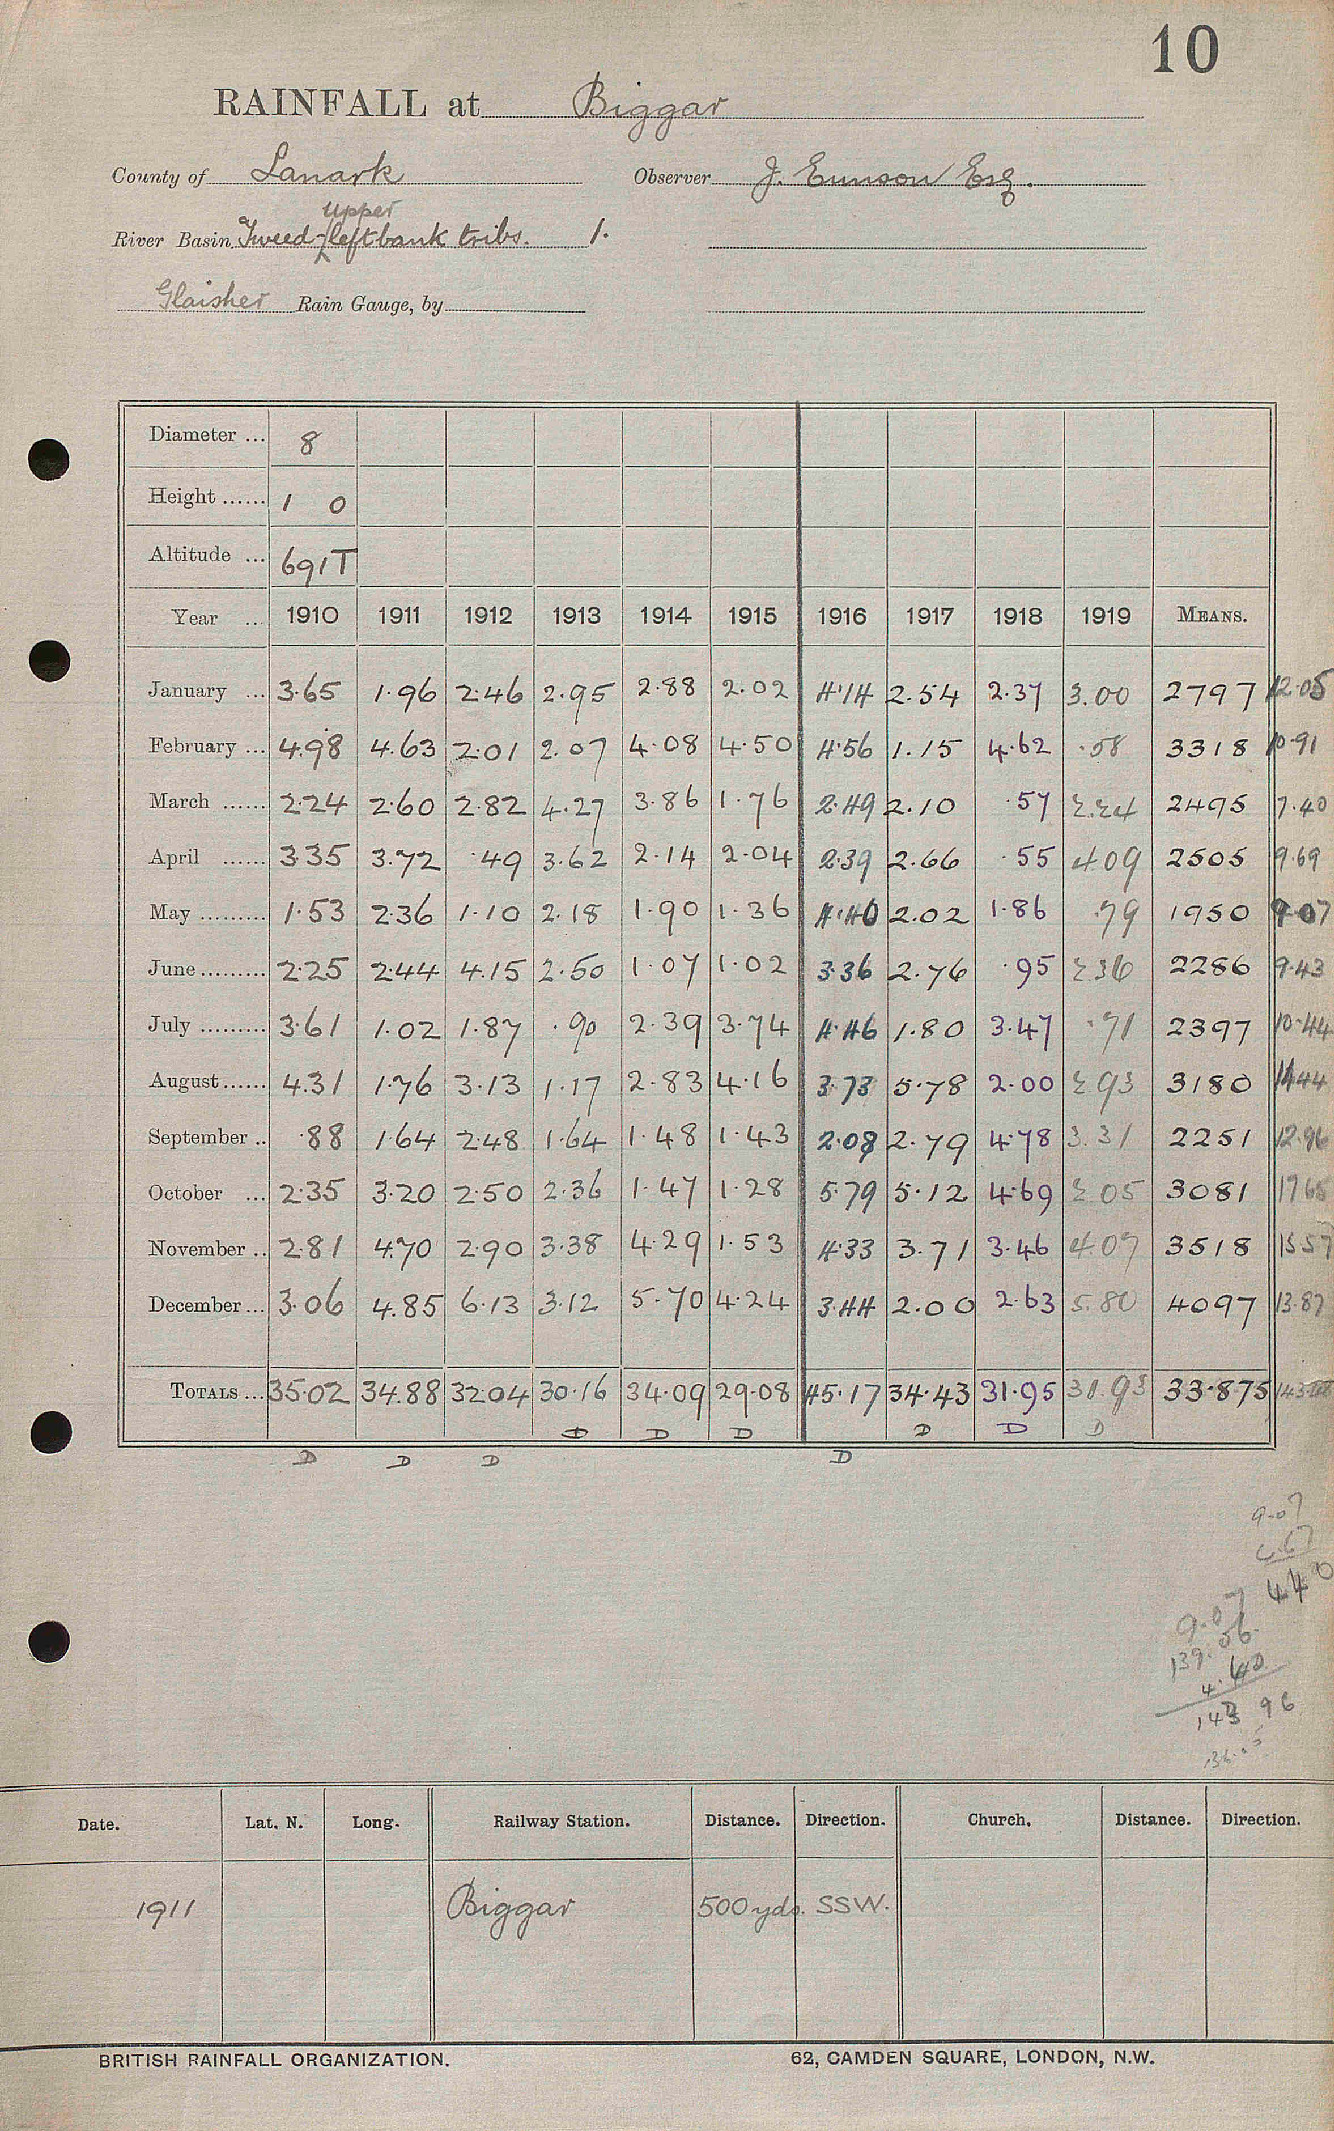 10
RAINFALL at Biggar
County of Lanark Observer J. Eunson Esq.
upper
River Basin Tweed - left bank tribs. 1.
Glaisher Rain Gauge, by
Diameter ... 8
Height ...... 1 0
Altitude ... 691T
Year ... 1910 1911 1912 1913 1914 1915 1916 1917 1918 1919 MEANS.
January ... 3.65 1.96 2.46 2.95 2.88 2.02 4.14 2.54 2.37 3.00 2797 12.05
February ... 4.98 4.63 2.01 2.07 4.08 4.50 4.56 1.15 4.62 .58 3318 10.91
March ...... 2.24 2.60 2.82 4.27 3.86 1.76 2.49 2.10 .57 2.24 2495 7.40
April ...... 3.35 3.72 .49 3.62 2.14 2.04 2.39 2.66 .55 4.09 2505 9.69
May ......... 1.53 2.36 1.10 2.18 1.90 1.36 4.40 2.02 1.86 .79 1950 9.07
June ......... 2.25 2.44 4.15 2.50 1.07 1.02 3.36 2.76 .95 2.36 2286 9.43
July ......... 3.61 1.02 1.87 .90 2.39 3.74 4.46 1.80 3.47 .71 2397 10.44
August ...... 4.31 1.76 3.13 1.17 2.83 4.16 3.73 5.78 2.00 2.93 3180 14.44
September .. .88 1.64 2.48 1.64 1.48 1.43 2.08 2.79 4.78 3.31 2251 12.96
October ... 2.35 3.20 2.50 2.36 1.47 1.28 5.79 5.12 4.69 2.05 3081 17.65
November .. 2.81 4.70 2.90 3.38 4.29 1.53 4.33 3.71 3.46 4.07 3518 15.57
December ... 3.06 4.85 6.13 3.12 5.70 4.24 3.44 2.00 2.63 5.80 4097 13.87
TOTALS ... 35.02 34.88 32.04 30.16 34.09 29.08 45.17 34.43 31.95 31.93 33.875
D D D D D D
D D D D
9.07
4.67
4.40
9.07
139.56
4.40
143 96
Date. Lat. N. Long. Railway Station. Distance. Direction. Church. Distance. Direction.
1911 Biggar 500 yds. SSW.
BRITISH RAINFALL ORGANIZATION. 62, CAMDEN SQUARE, LONDON, N.W.